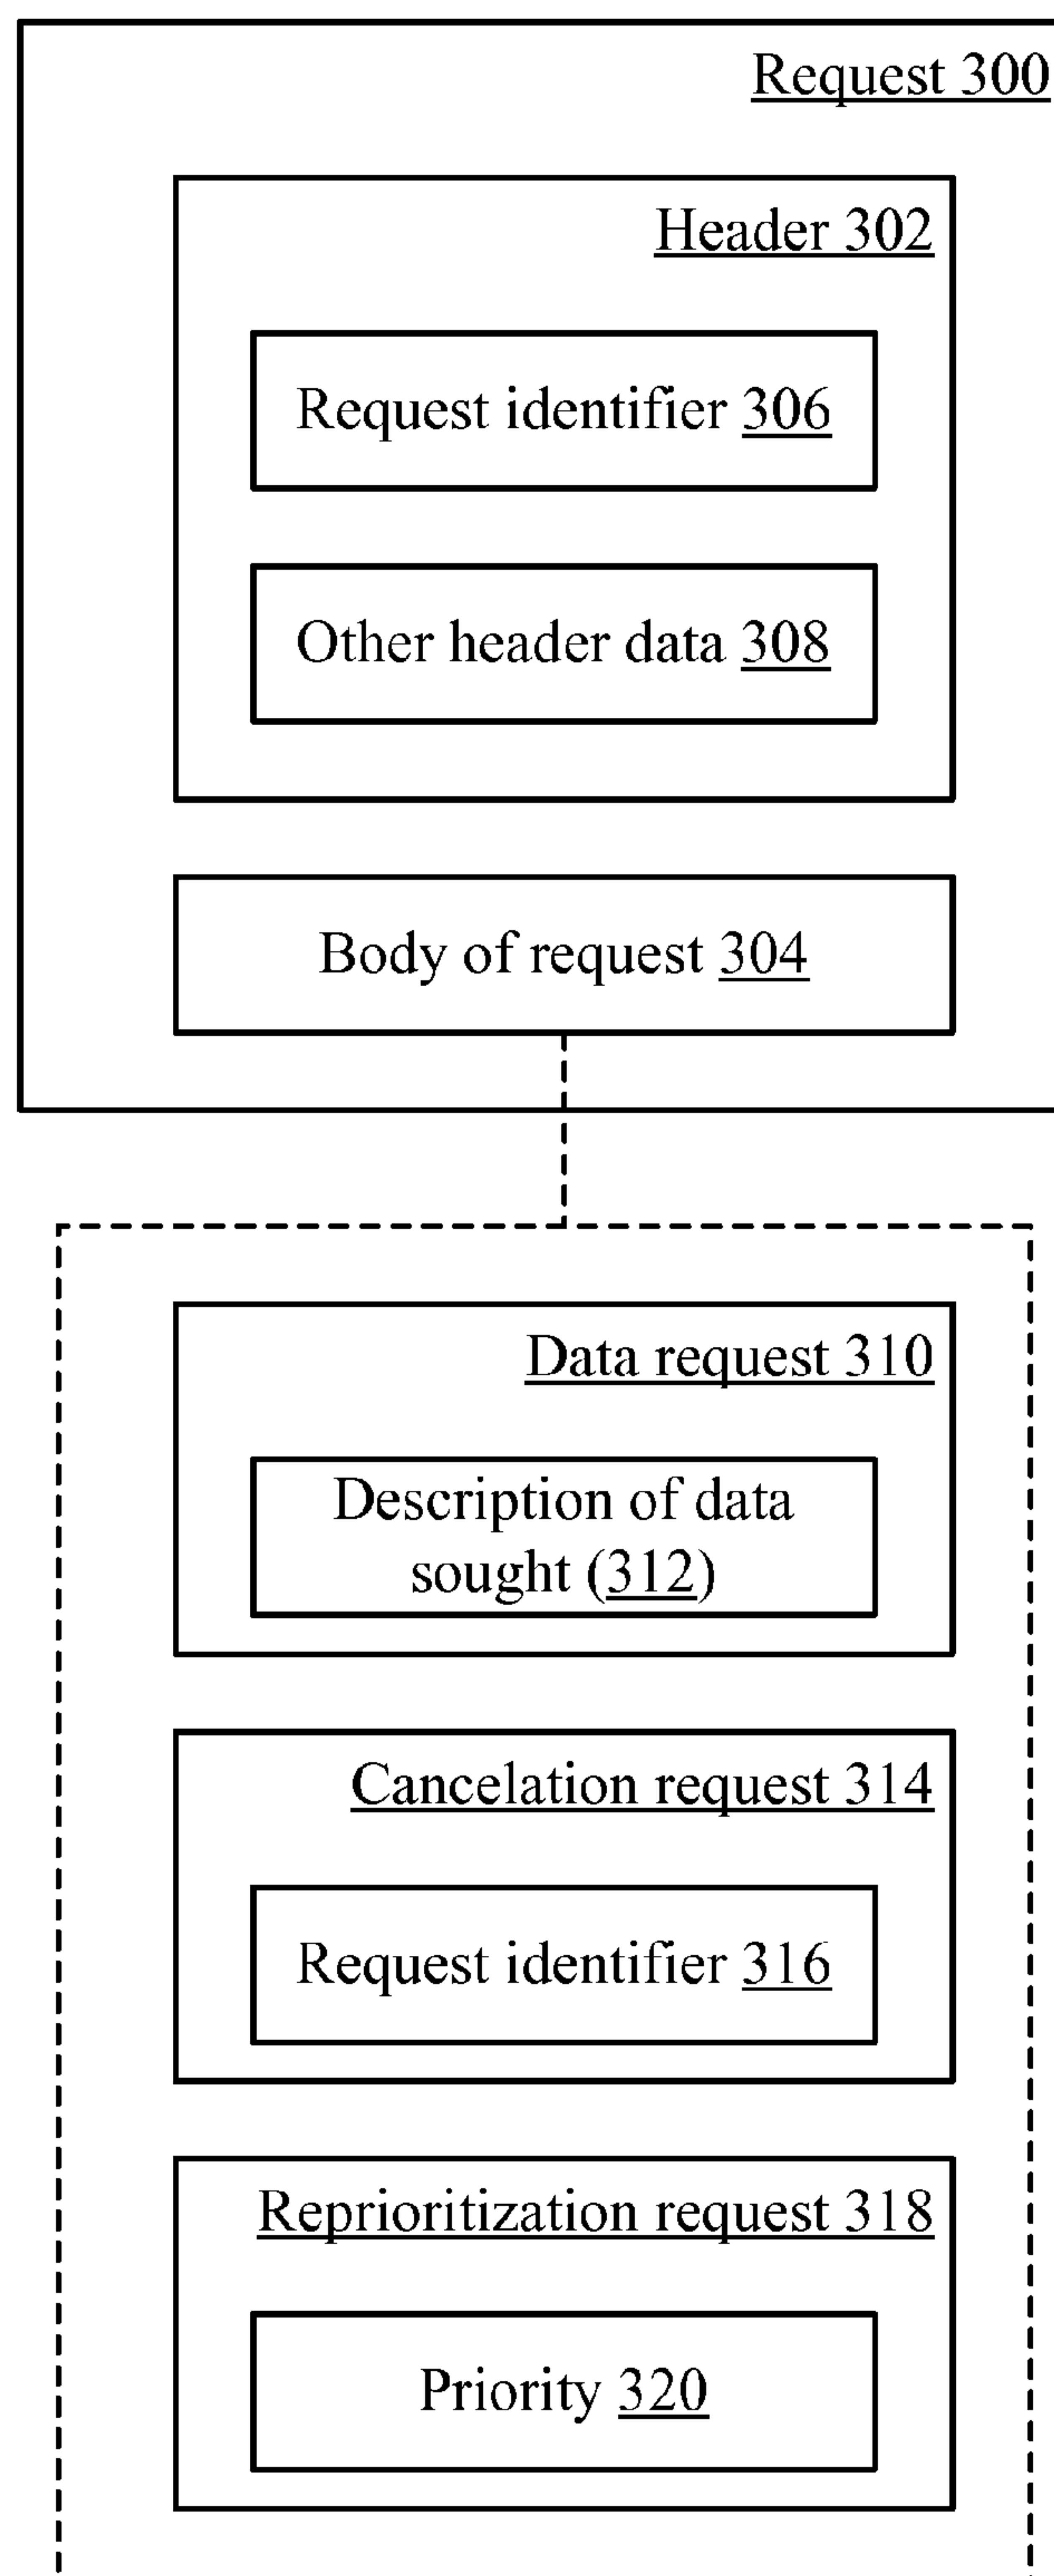 Request 300
Header 302
Request identifier 306
Other header data 308
Body of request 304
Data request 310
Description of data
sought (312)
Cancelation request 314
Request identifier 316
Reprioritization request 318
Priority 320